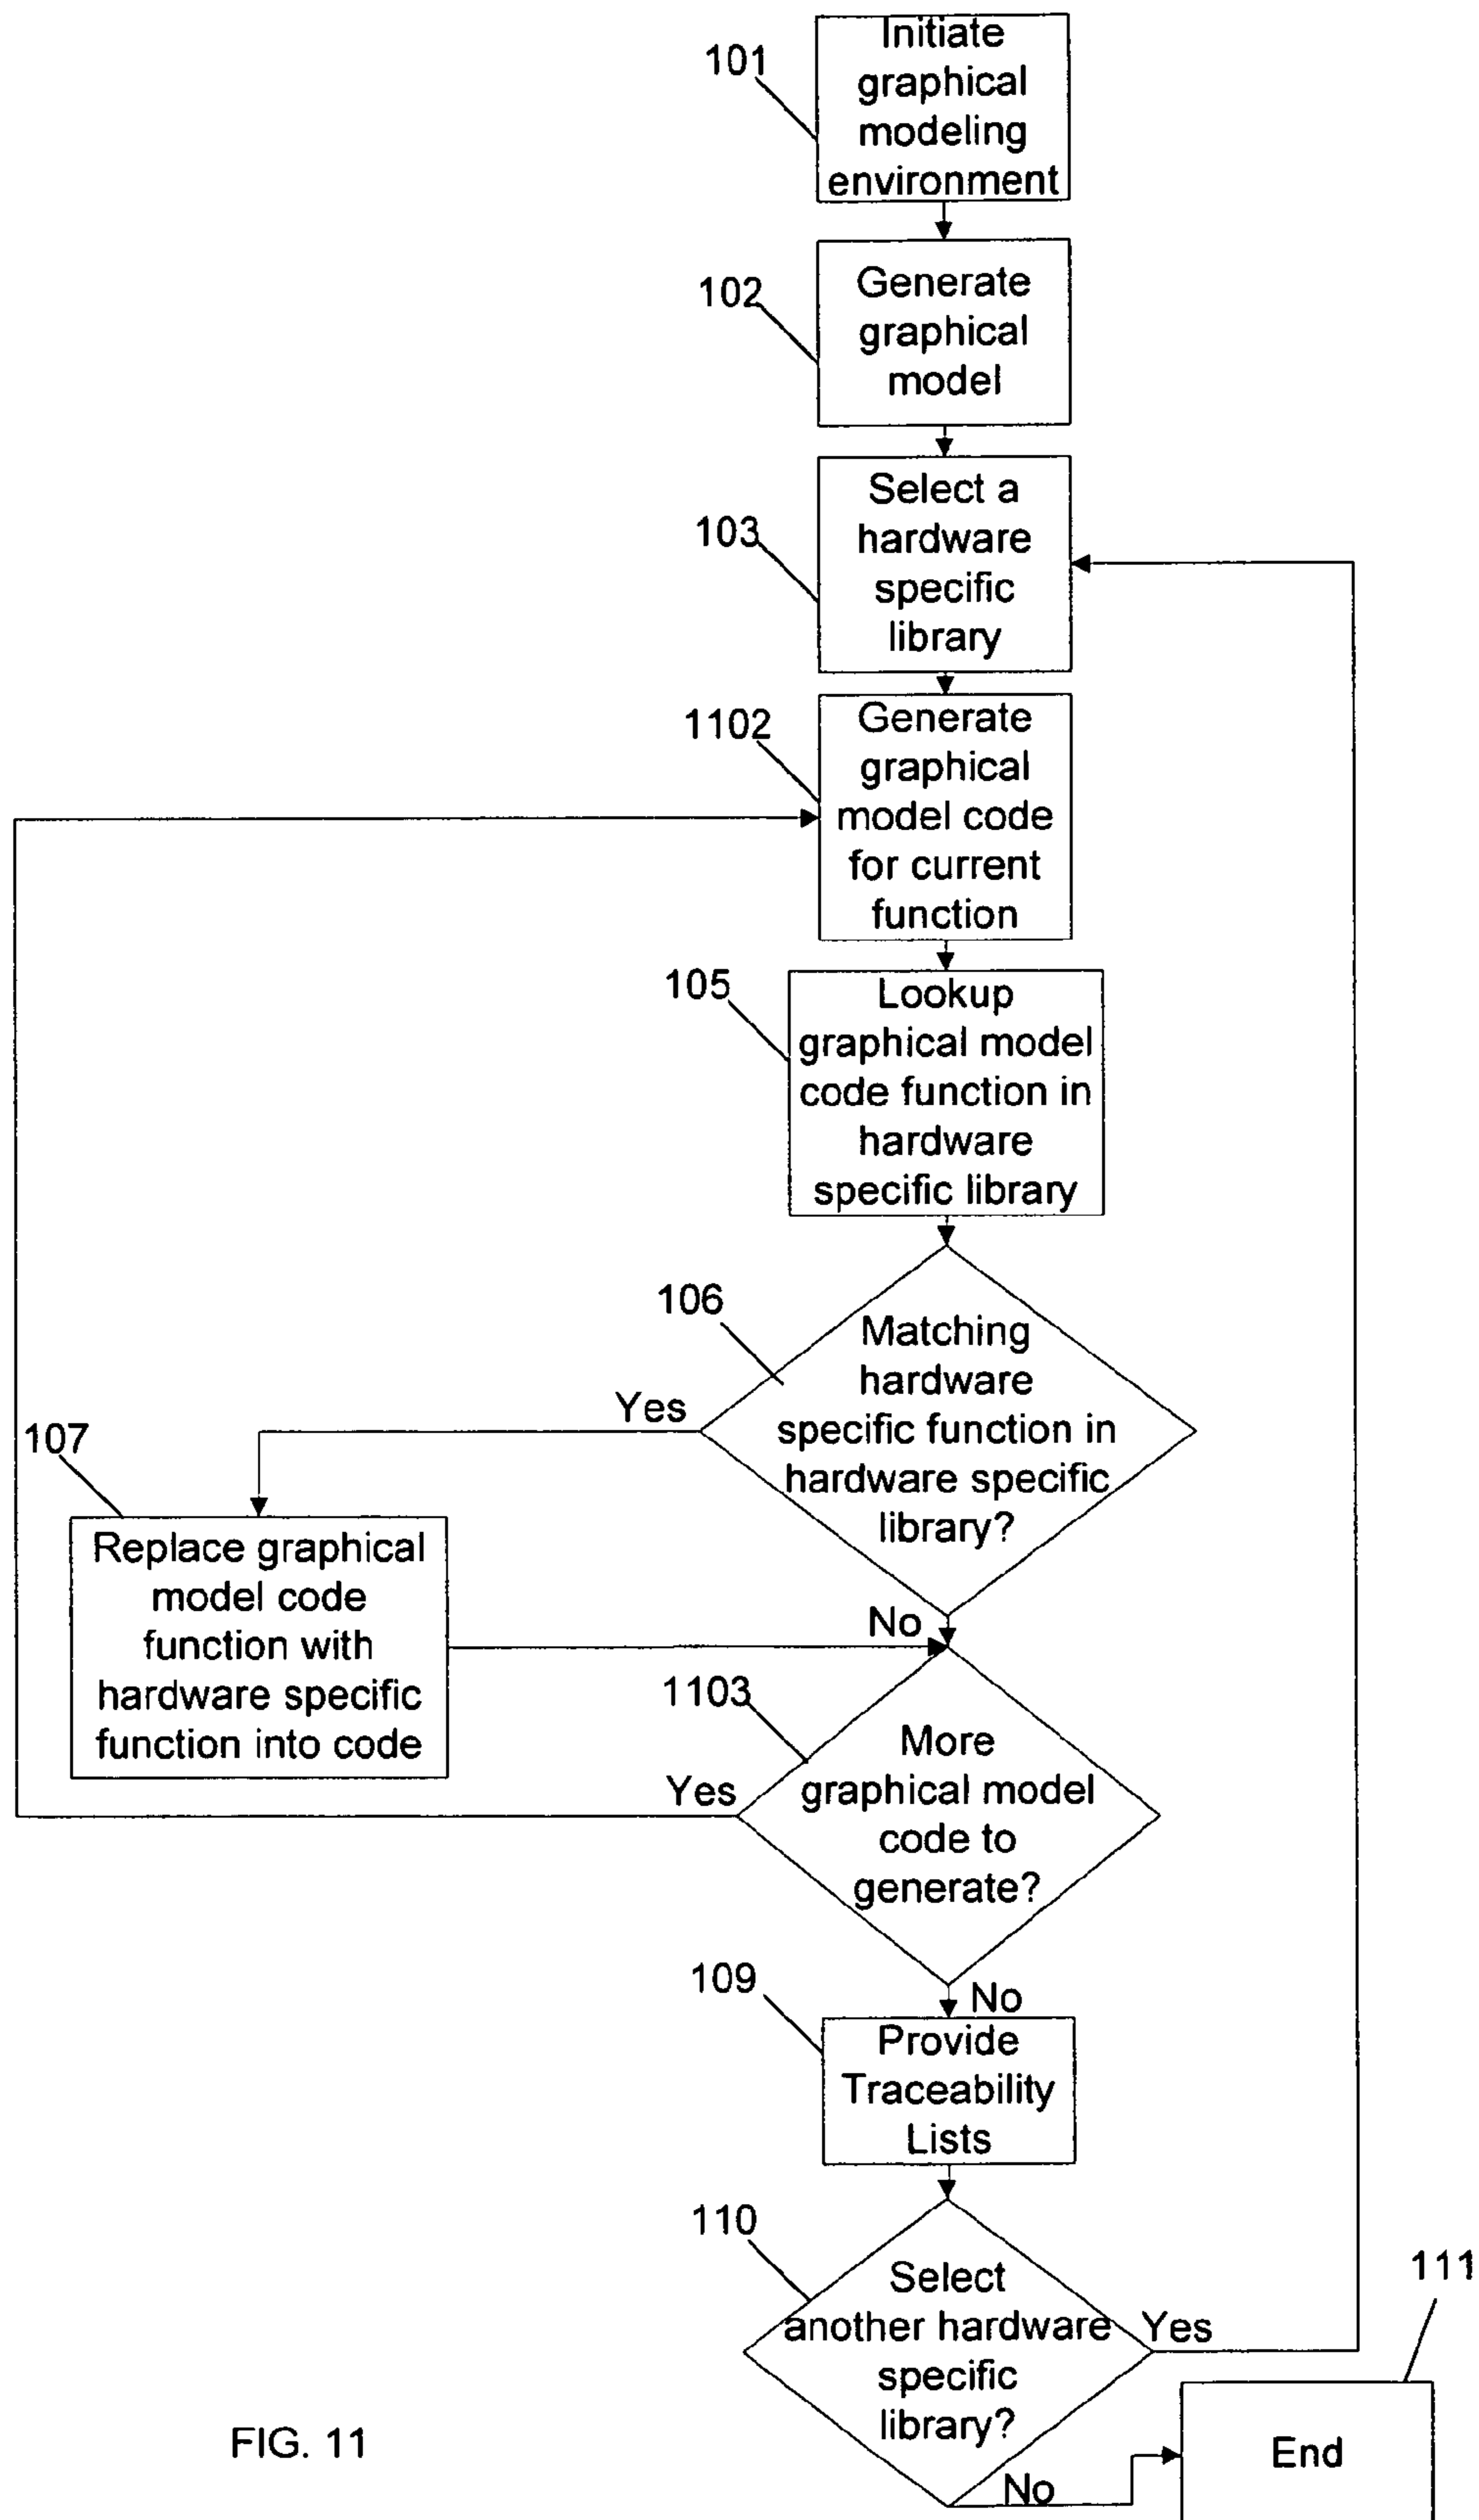 101
Initiate
graphical
modeling
environment
102
Generate
graphical
model
103
Select a
hardware
specific
library
1102
Generate
graphical
model code
for current
function
105
Lookup
graphical model
code function in
hardware
specific library
106
Matching
hardware
specific function in
hardware specific
library?
Yes
107
Replace graphical
model code
function with
hardware specific
function into code
No
1103
More
graphical model
code to
generate?
Yes
No
109
Provide
Traceability
Lists
110
Select
another hardware
specific
library?
Yes
111
End
No
FIG. 11